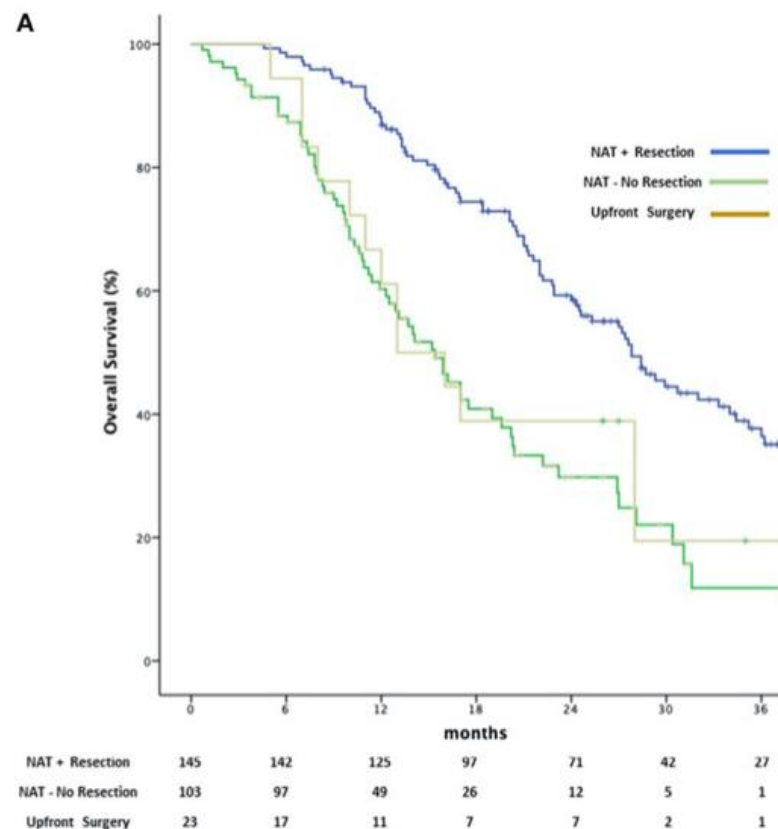 A
100
80
60
40
20
0
Overall Survival (%)
NAT + Resection
NAT - No Resection
Upfront Surgery
0 6 12 18 24 30 36
months
NAT + Resection 145 142 125 97 71 42 27
NAT - No Resection 103 97 49 26 12 5 1
Upfront Surgery 23 17 11 7 7 2 1